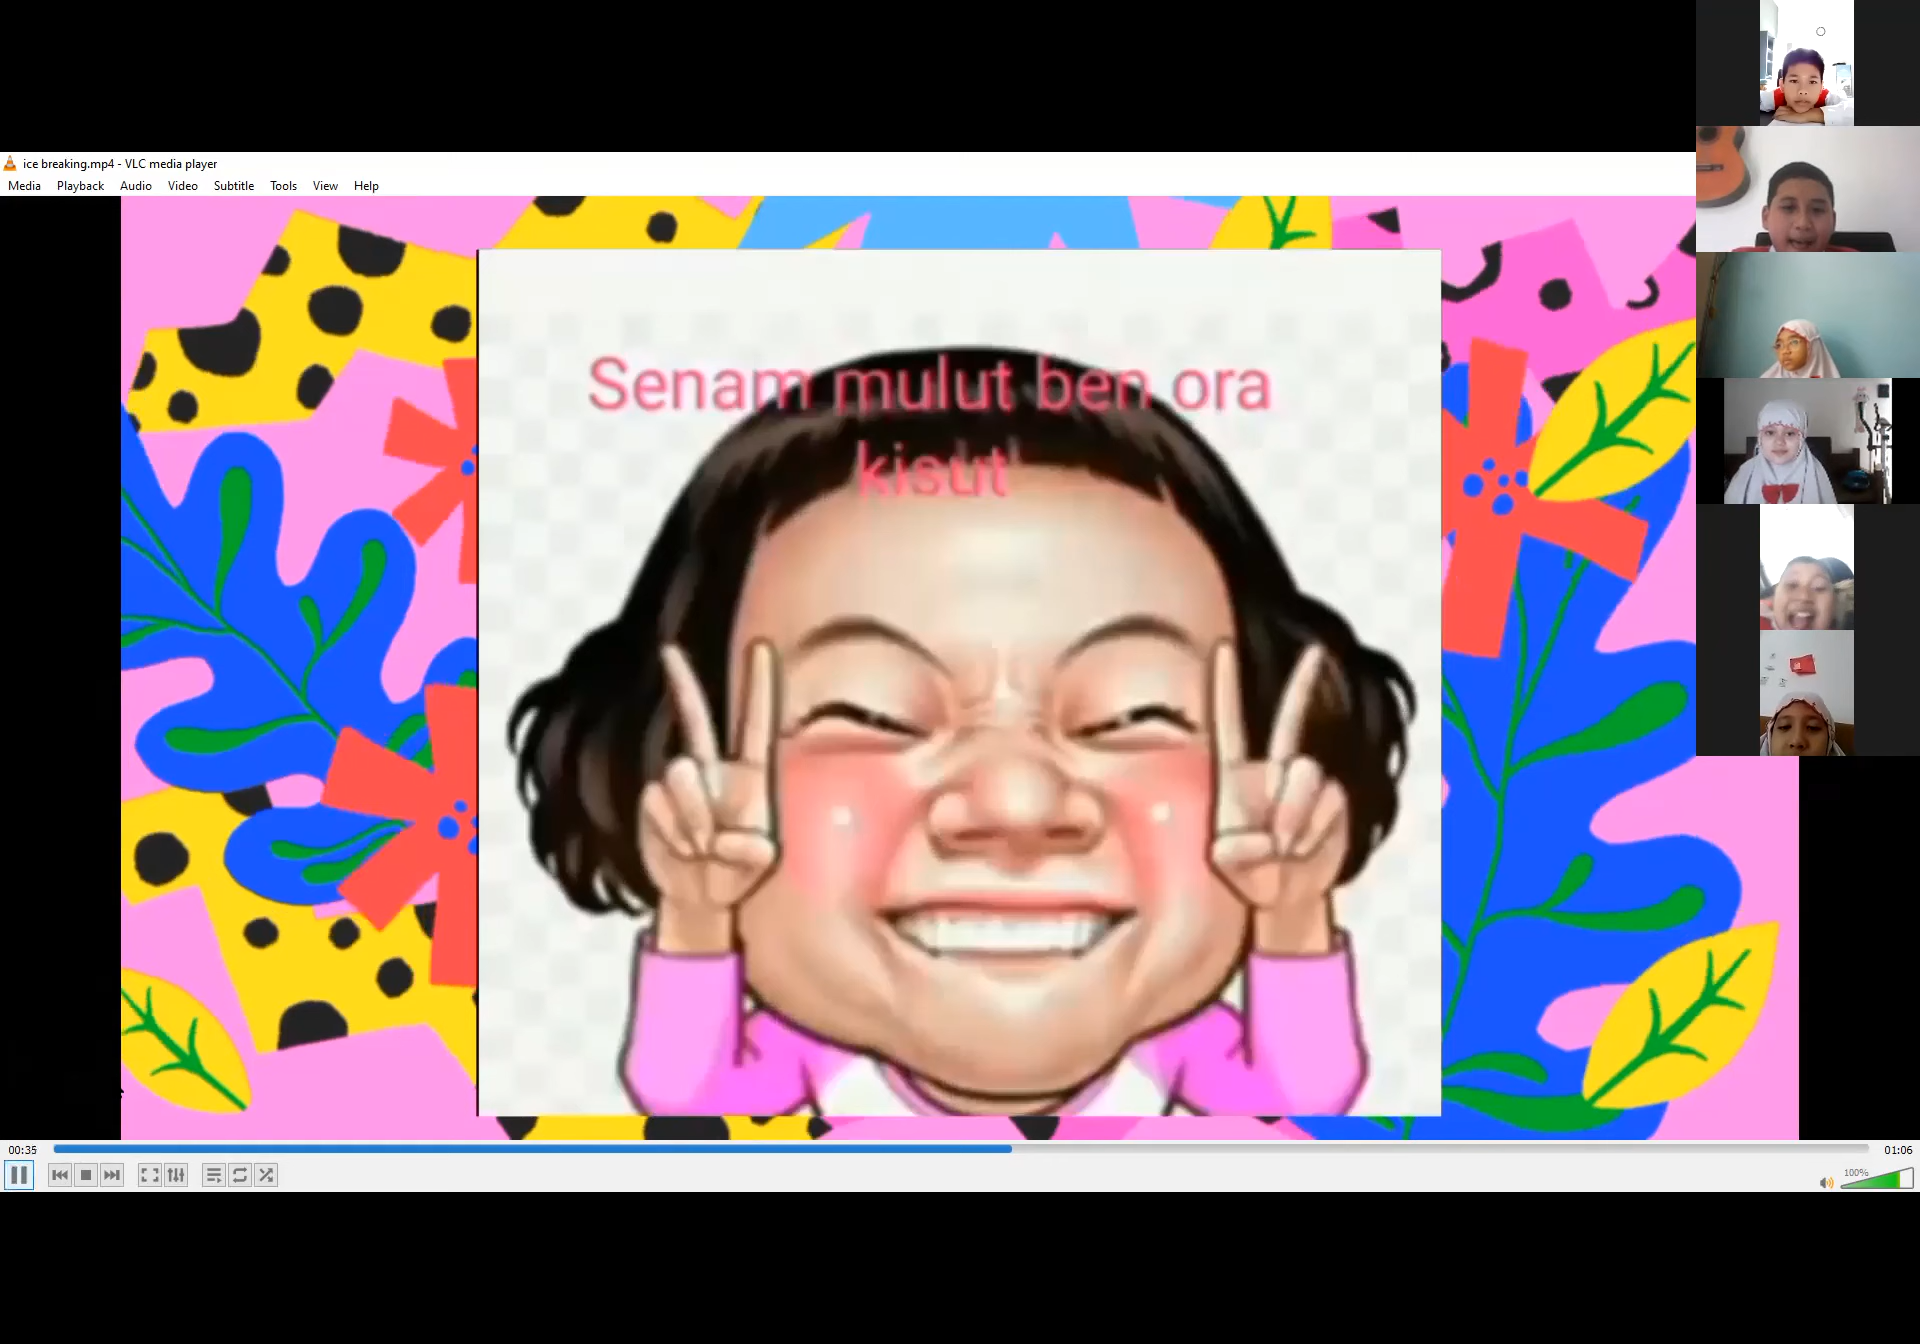 ice breaking.mp4 - VLC media player
Media Playback Audio Video Subtitle Tools View Help
Senam mulut ben ora
kisut
00:35
01:06
100%